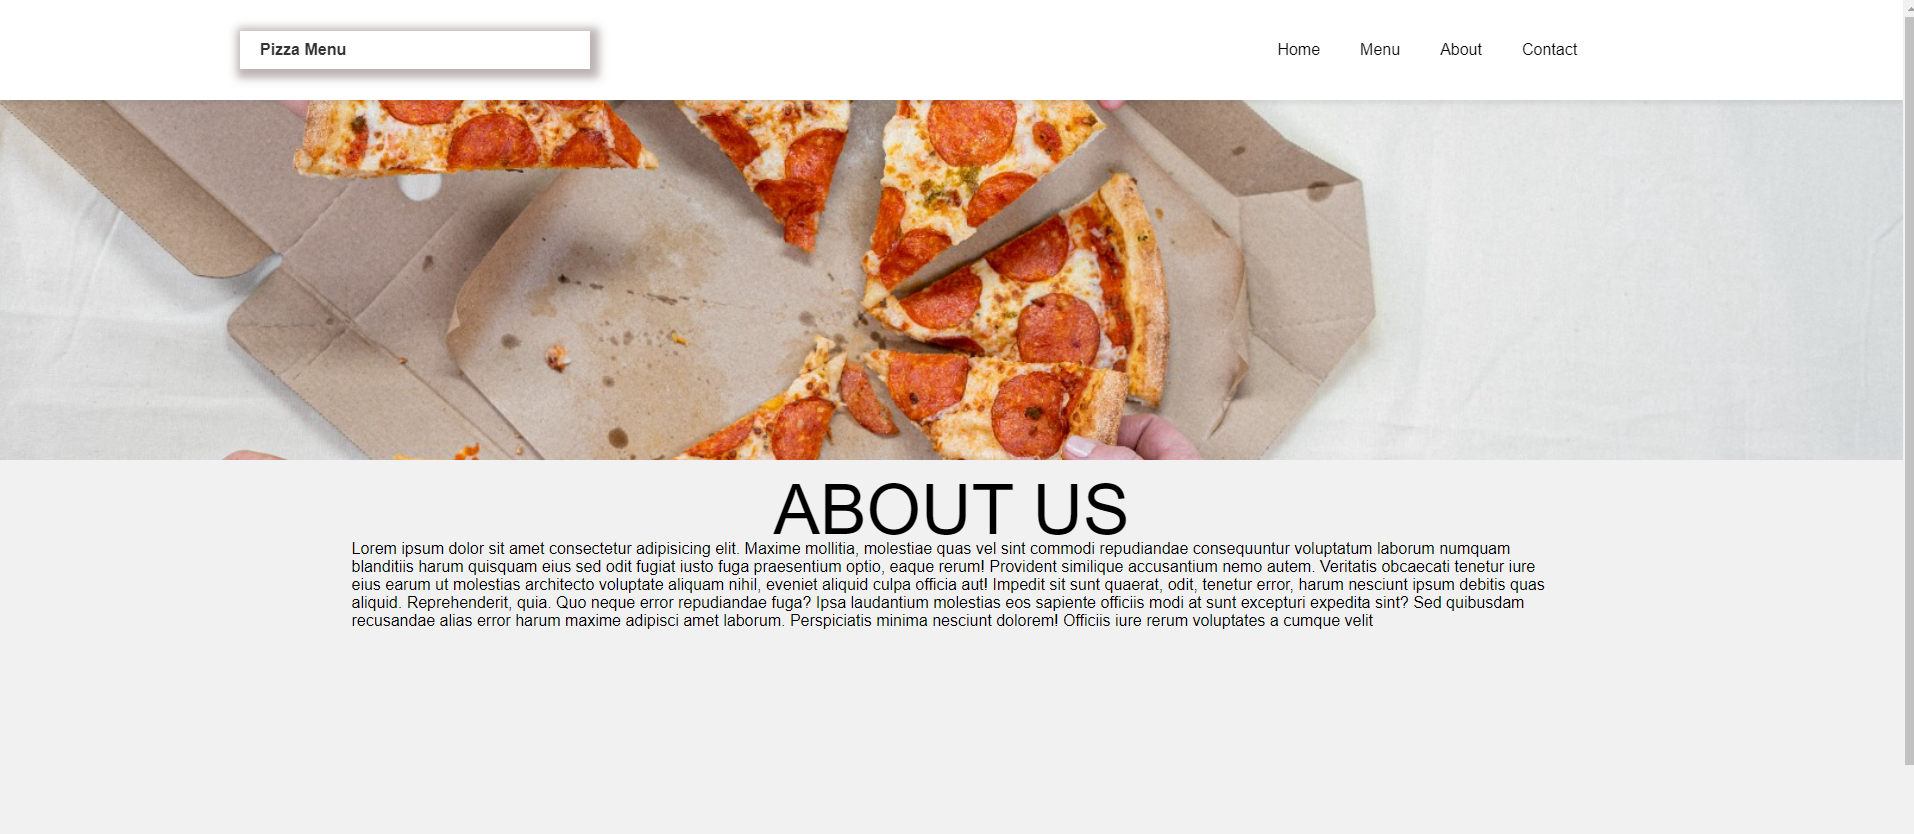 Pizza Menu
Home Menu About Contact
ABOUT US
Lorem ipsum dolor sit amet consectetur adipisicing elit. Maxime mollitia, molestiae quas vel sint commodi repudiandae consequuntur voluptatum laborum numquam
blanditiis harum quisquam eius sed odit fugiat iusto fuga praesentium optio, eaque rerum! Provident similique accusantium nemo autem. Veritatis obcaecati tenetur iure
eius earum ut molestias architecto voluptate aliquam nihil, eveniet aliquid culpa officia aut! Impedit sit sunt quaerat, odit, tenetur error, harum nesciunt ipsum debitis quas
aliquid. Reprehenderit, quia. Quo neque error repudiandae fuga? Ipsa laudantium molestias eos sapiente officiis modi at sunt excepturi expedita sint? Sed quibusdam
recusandae alias error harum maxime adipisci amet laborum. Perspiciatis minima nesciunt dolorem! Officiis iure rerum voluptates a cumque velit